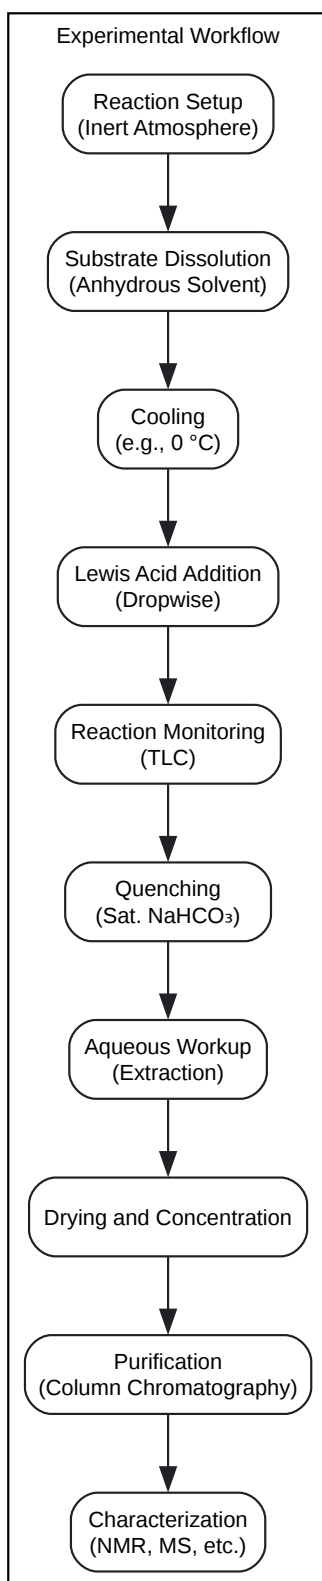 Experimental Workflow
Reaction Setup
(Inert Atmosphere)
Substrate Dissolution
(Anhydrous Solvent)
Cooling
(e.g., 0 °C)
Lewis Acid Addition
(Dropwise)
Reaction Monitoring
(TLC)
Quenching
(Sat. NaHCO₃)
Aqueous Workup
(Extraction)
Drying and Concentration
Purification
(Column Chromatography)
Characterization
(NMR, MS, etc.)